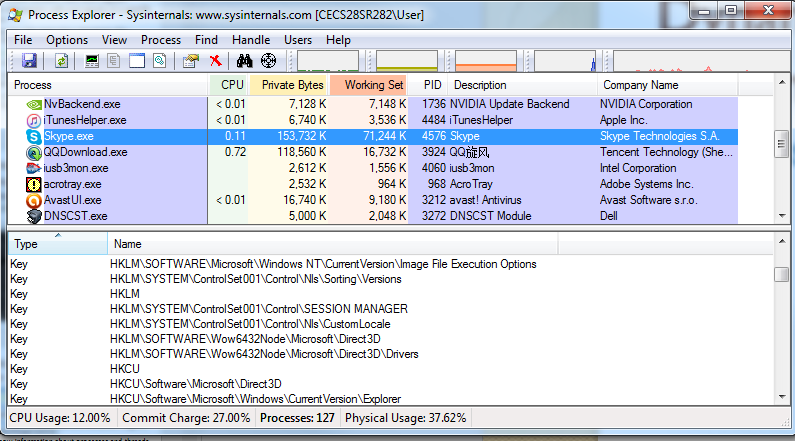 Process Explorer - Sysinternals: www.sysinternals.com [CECS28SR282\User]
File Options View Process Find Handle Users Help
Process CPU Private Bytes Working Set PID Description Company Name
NvBackend.exe < 0.01 7,128 K 7,148 K 1736 NVIDIA Update Backend NVIDIA Corporation
iTunesHelper.exe < 0.01 6,740 K 3,536 K 4484 iTunesHelper Apple Inc.
Skype.exe 0.11 153,732 K 71,244 K 4576 Skype Skype Technologies S.A.
QQDownload.exe 0.72 118,560 K 16,732 K 3924 QQ旋风 Tencent Technology (She...
iusb3mon.exe 2,612 K 1,556 K 4060 iusb3mon Intel Corporation
acrotray.exe 2,532 K 964 K 968 AcroTray Adobe Systems Inc.
AvastUI.exe < 0.01 16,740 K 9,180 K 3212 avast! Antivirus Avast Software s.r.o.
DNSCST.exe 5,000 K 2,048 K 3272 DNSCST Module Dell
Type Name
Key HKLM\SOFTWARE\Microsoft\Windows NT\CurrentVersion\Image File Execution Options
Key HKLM\SYSTEM\ControlSet001\Control\Nls\Sorting\Versions
Key HKLM
Key HKLM\SYSTEM\ControlSet001\Control\SESSION MANAGER
Key HKLM\SYSTEM\ControlSet001\Control\Nls\CustomLocale
Key HKLM\SOFTWARE\Wow6432Node\Microsoft\Direct3D
Key HKLM\SOFTWARE\Wow6432Node\Microsoft\Direct3D\Drivers
Key HKCU
Key HKCU\Software\Microsoft\Direct3D
Key HKCU\Software\Microsoft\Windows\CurrentVersion\Explorer
CPU Usage: 12.00% Commit Charge: 27.00% Processes: 127 Physical Usage: 37.62%